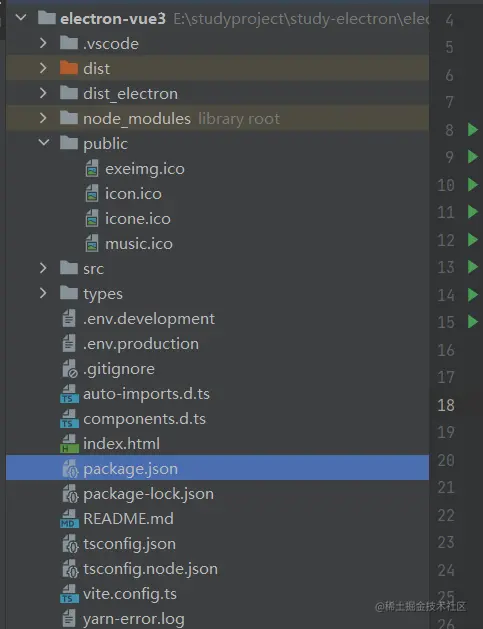 electron-vue3 E:\studyproject\study-electron\elec
.vscode
dist
dist_electron
node_modules library root
public
exeimg.ico
icon.ico
icone.ico
music.ico
src
types
.env.development
.env.production
.gitignore
auto-imports.d.ts
components.d.ts
index.html
package.json
package-lock.json
README.md
tsconfig.json
tsconfig.node.json
vite.config.ts
yarn-error.log
4
5
6
7
8
9
10
11
12
13
14
15
16
17
18
19
20
21
22
23
24
25
26
@稀土掘金技术社区